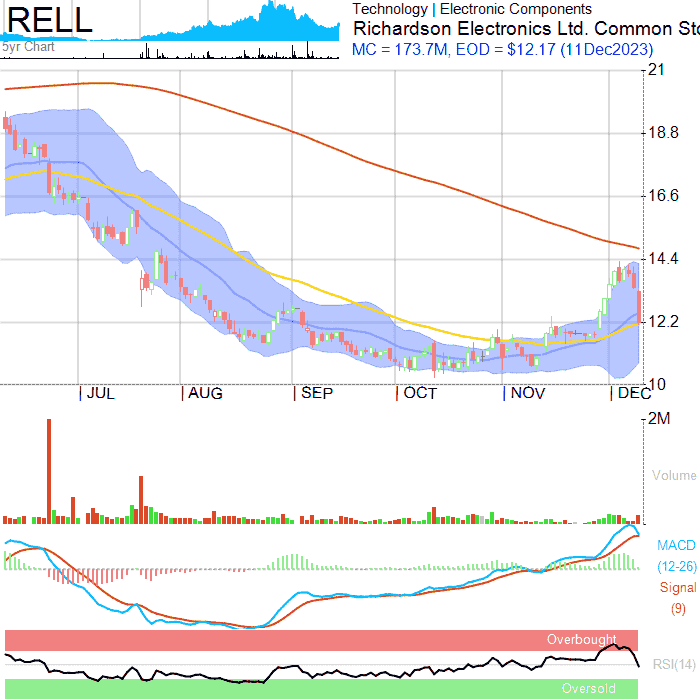 RELL
5yr Chart
Technology | Electronic Components
Richardson Electronics Ltd. Common Sto
MC = 173.7M, EOD = $12.17 (11Dec2023)
21
18.8
16.6
14.4
12.2
10
JUL AUG SEP OCT NOV DEC
2M
Volume
MACD
(12-26)
Signal
(9)
Overbought
RSI(14)
Oversold